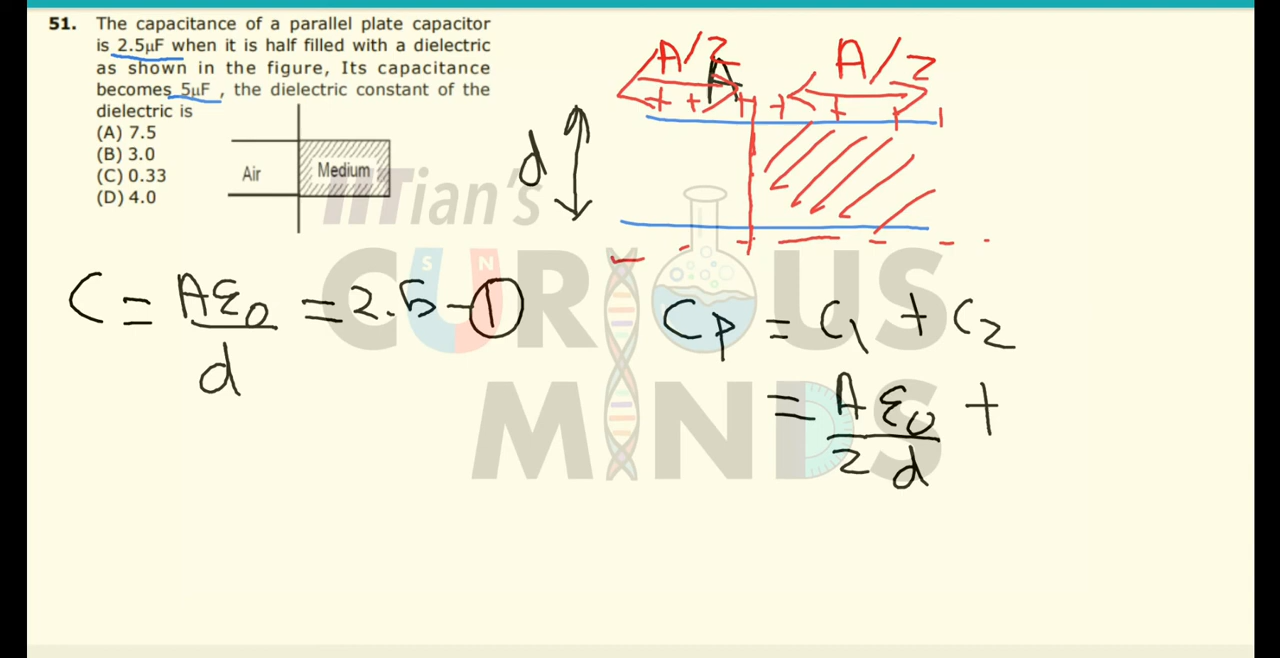 51. The capacitance of a parallel plate capacitor
is 2.5μF when it is half filled with a dielectric
as shown in the figure, Its capacitance
becomes 5μF , the dielectric constant of the
dielectric is
(A) 7.5
(B) 3.0
(C) 0.33
(D) 4.0
Air
Medium
A/2
A
A/2
+ + + + + +
d
- - - - - - -
IITian's
CURIOUS
MINDS
S N
C = Aε0/d = 2.5 - 1
CP = C1 + C2
= Aε0/2d +